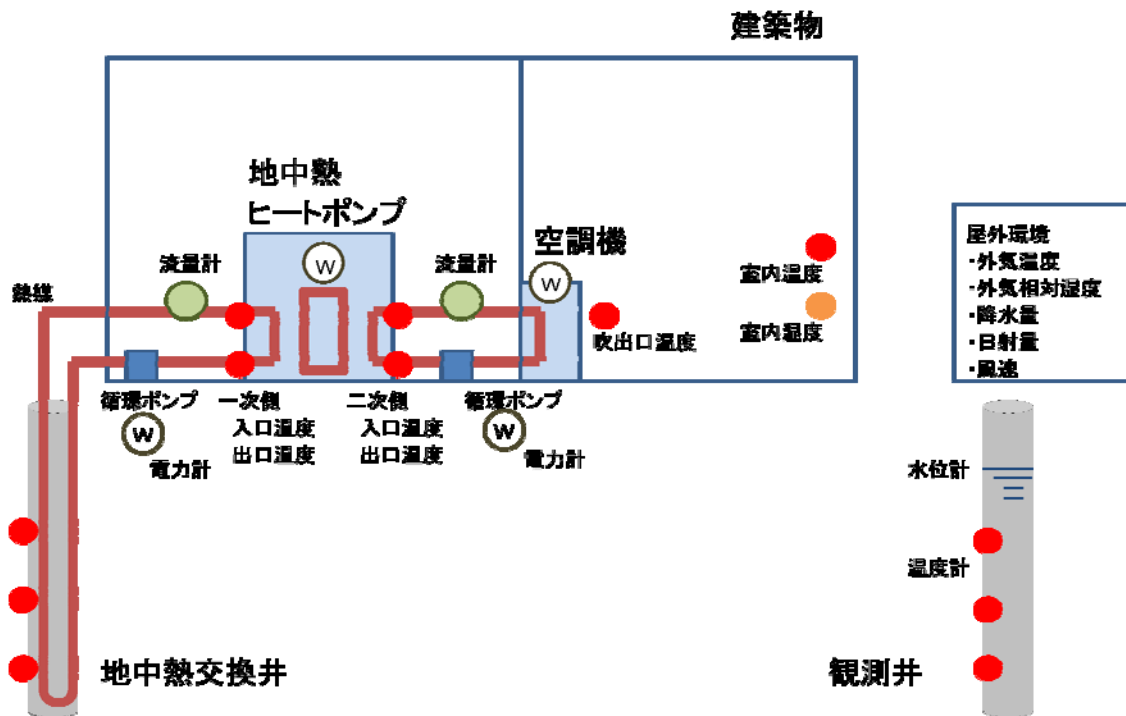 建築物
地中熱
ヒートポンプ
W
空調機
W
流量計
流量計
熱媒
室内温度
吹出口温度
室内湿度
屋外環境
・外気温度
・外気相対湿度
・降水量
・日射量
・風速
循環ポンプ
W
電力計
一次側
入口温度
出口温度
二次側
入口温度
出口温度
循環ポンプ
W
電力計
水位計
温度計
地中熱交換井
観測井